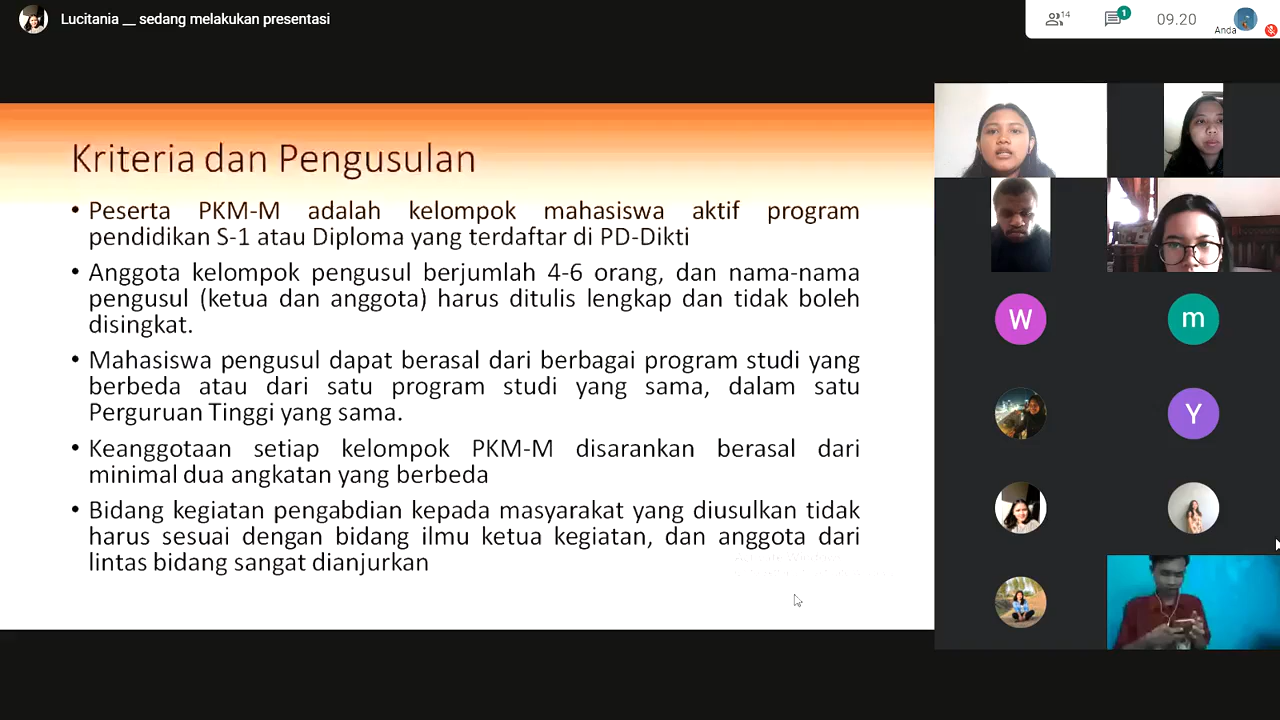 Lucitania __ sedang melakukan presentasi
14
1
09.20
Anda
Kriteria dan Pengusulan
• Peserta PKM-M adalah kelompok mahasiswa aktif program
pendidikan S-1 atau Diploma yang terdaftar di PD-Dikti
• Anggota kelompok pengusul berjumlah 4-6 orang, dan nama-nama
pengusul (ketua dan anggota) harus ditulis lengkap dan tidak boleh
disingkat.
• Mahasiswa pengusul dapat berasal dari berbagai program studi yang
berbeda atau dari satu program studi yang sama, dalam satu
Perguruan Tinggi yang sama.
• Keanggotaan setiap kelompok PKM-M disarankan berasal dari
minimal dua angkatan yang berbeda
• Bidang kegiatan pengabdian kepada masyarakat yang diusulkan tidak
harus sesuai dengan bidang ilmu ketua kegiatan, dan anggota dari
lintas bidang sangat dianjurkan
W
m
Y